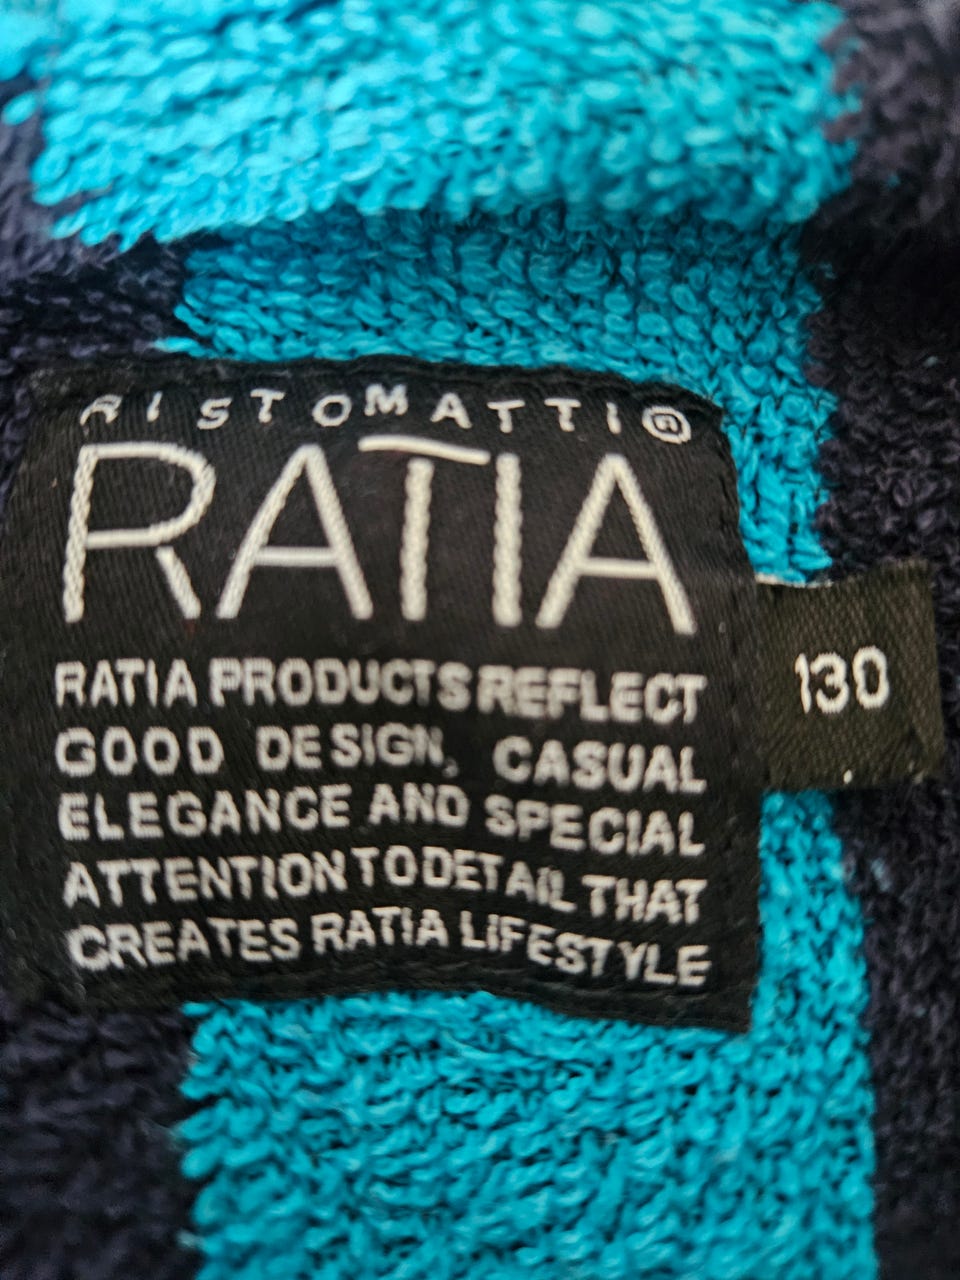 RISTOMATTI®
RATIA
RATIA PRODUCTS REFLECT
GOOD DESIGN, CASUAL
ELEGANCE AND SPECIAL
ATTENTION TO DETAIL THAT
CREATES RATIA LIFESTYLE
130